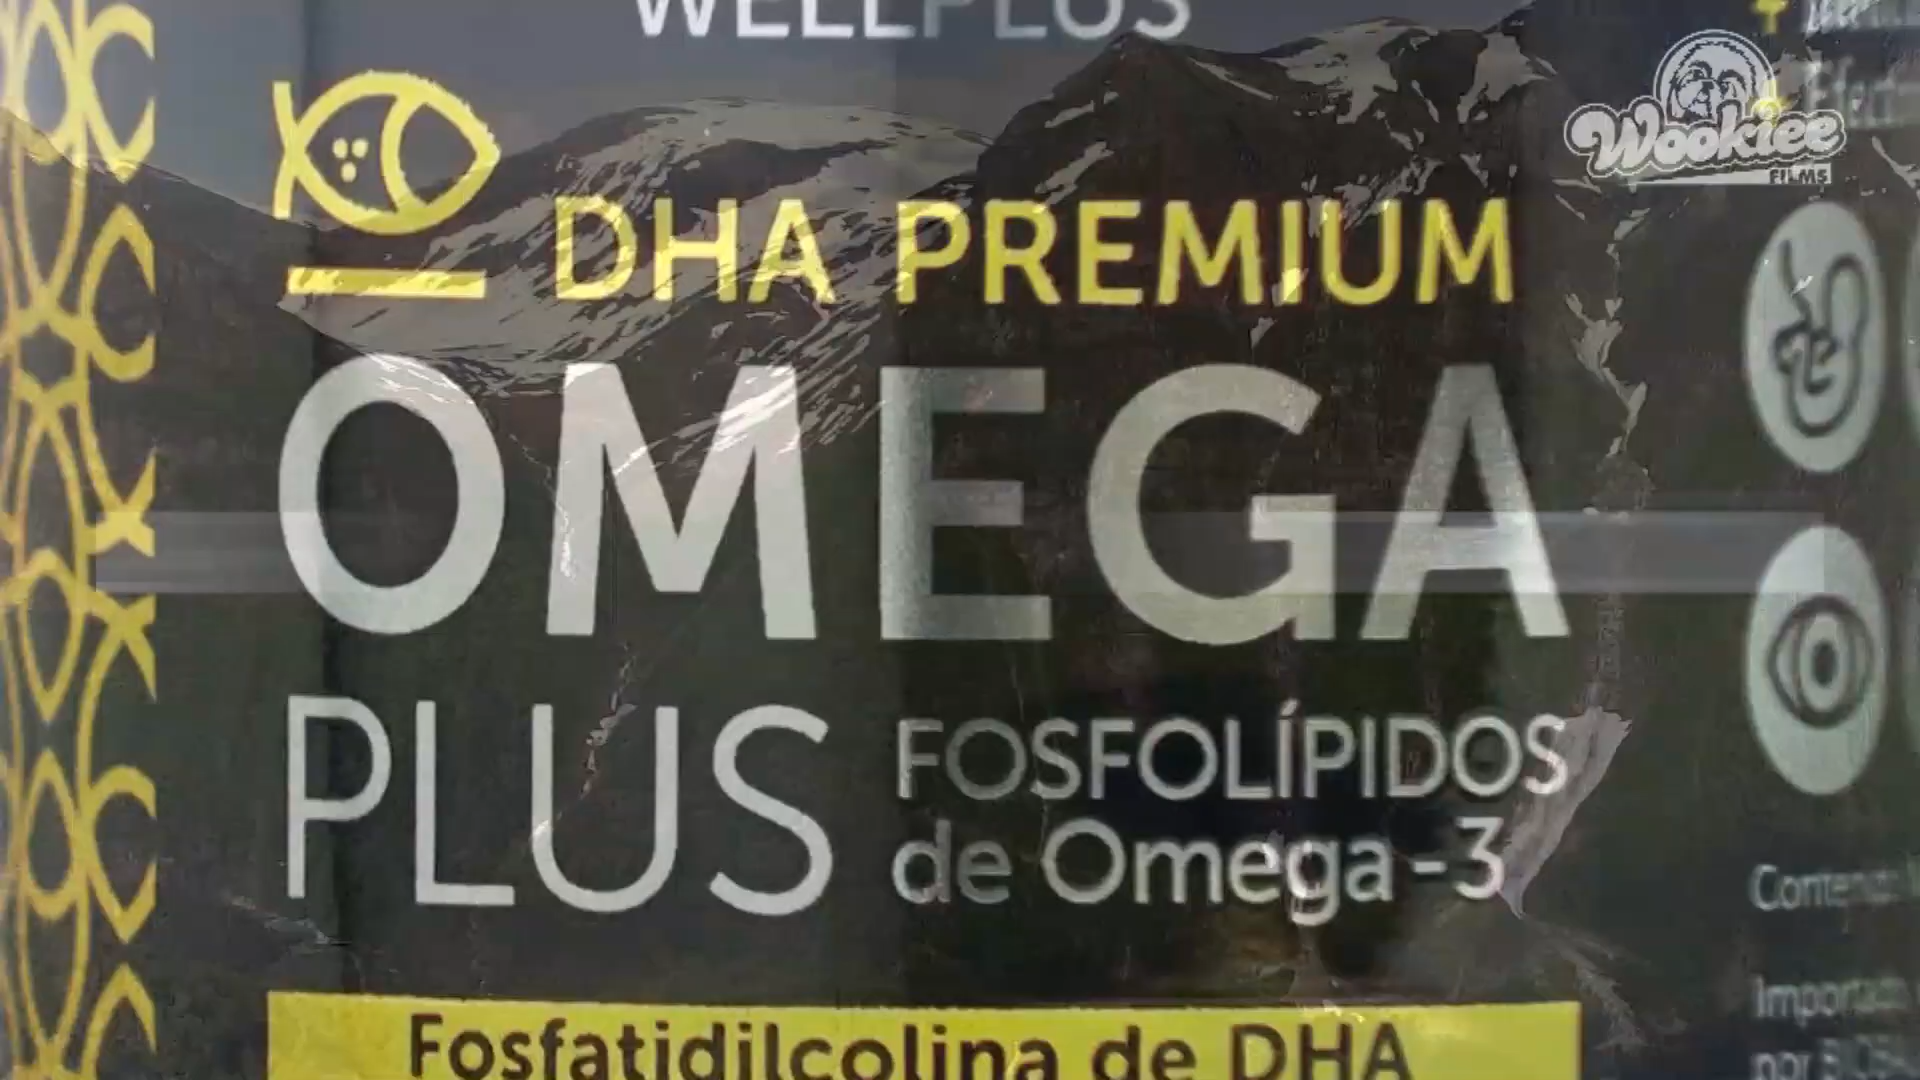 WELLPLUS
Wookiee
FILMS
DHA PREMIUM
OMEGA
PLUS FOSFOLÍPIDOS
de Omega -3
Fosfatidilcolina de DHA